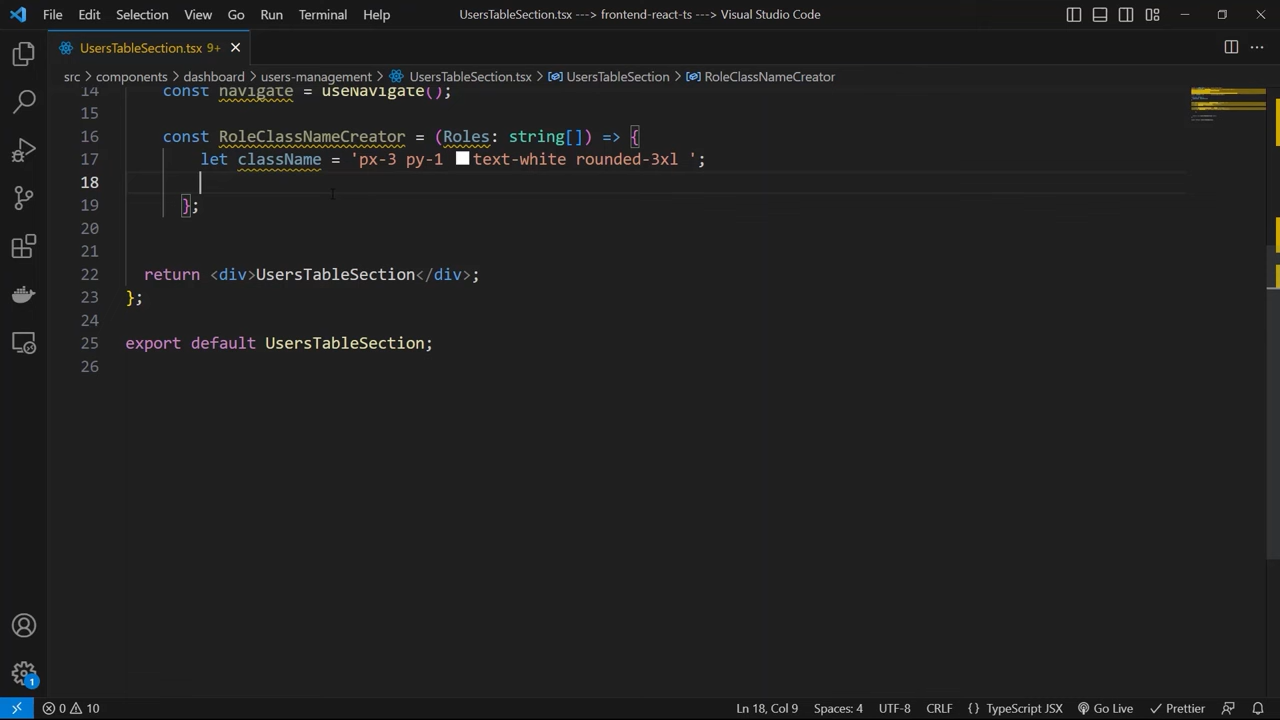 File Edit Selection View Go Run Terminal Help
UsersTableSection.tsx ---> frontend-react-ts ---> Visual Studio Code
UsersTableSection.tsx 9+
src > components > dashboard > users-management > UsersTableSection.tsx > UsersTableSection > RoleClassNameCreator
14 const navigate = useNavigate();
15
16 const RoleClassNameCreator = (Roles: string[]) => {
17 let className = 'px-3 py-1 text-white rounded-3xl ';
18
19 };
20
21
22 return <div>UsersTableSection</div>;
23 };
24
25 export default UsersTableSection;
26
1
0 10 Ln 18, Col 9 Spaces: 4 UTF-8 CRLF { } TypeScript JSX Go Live Prettier